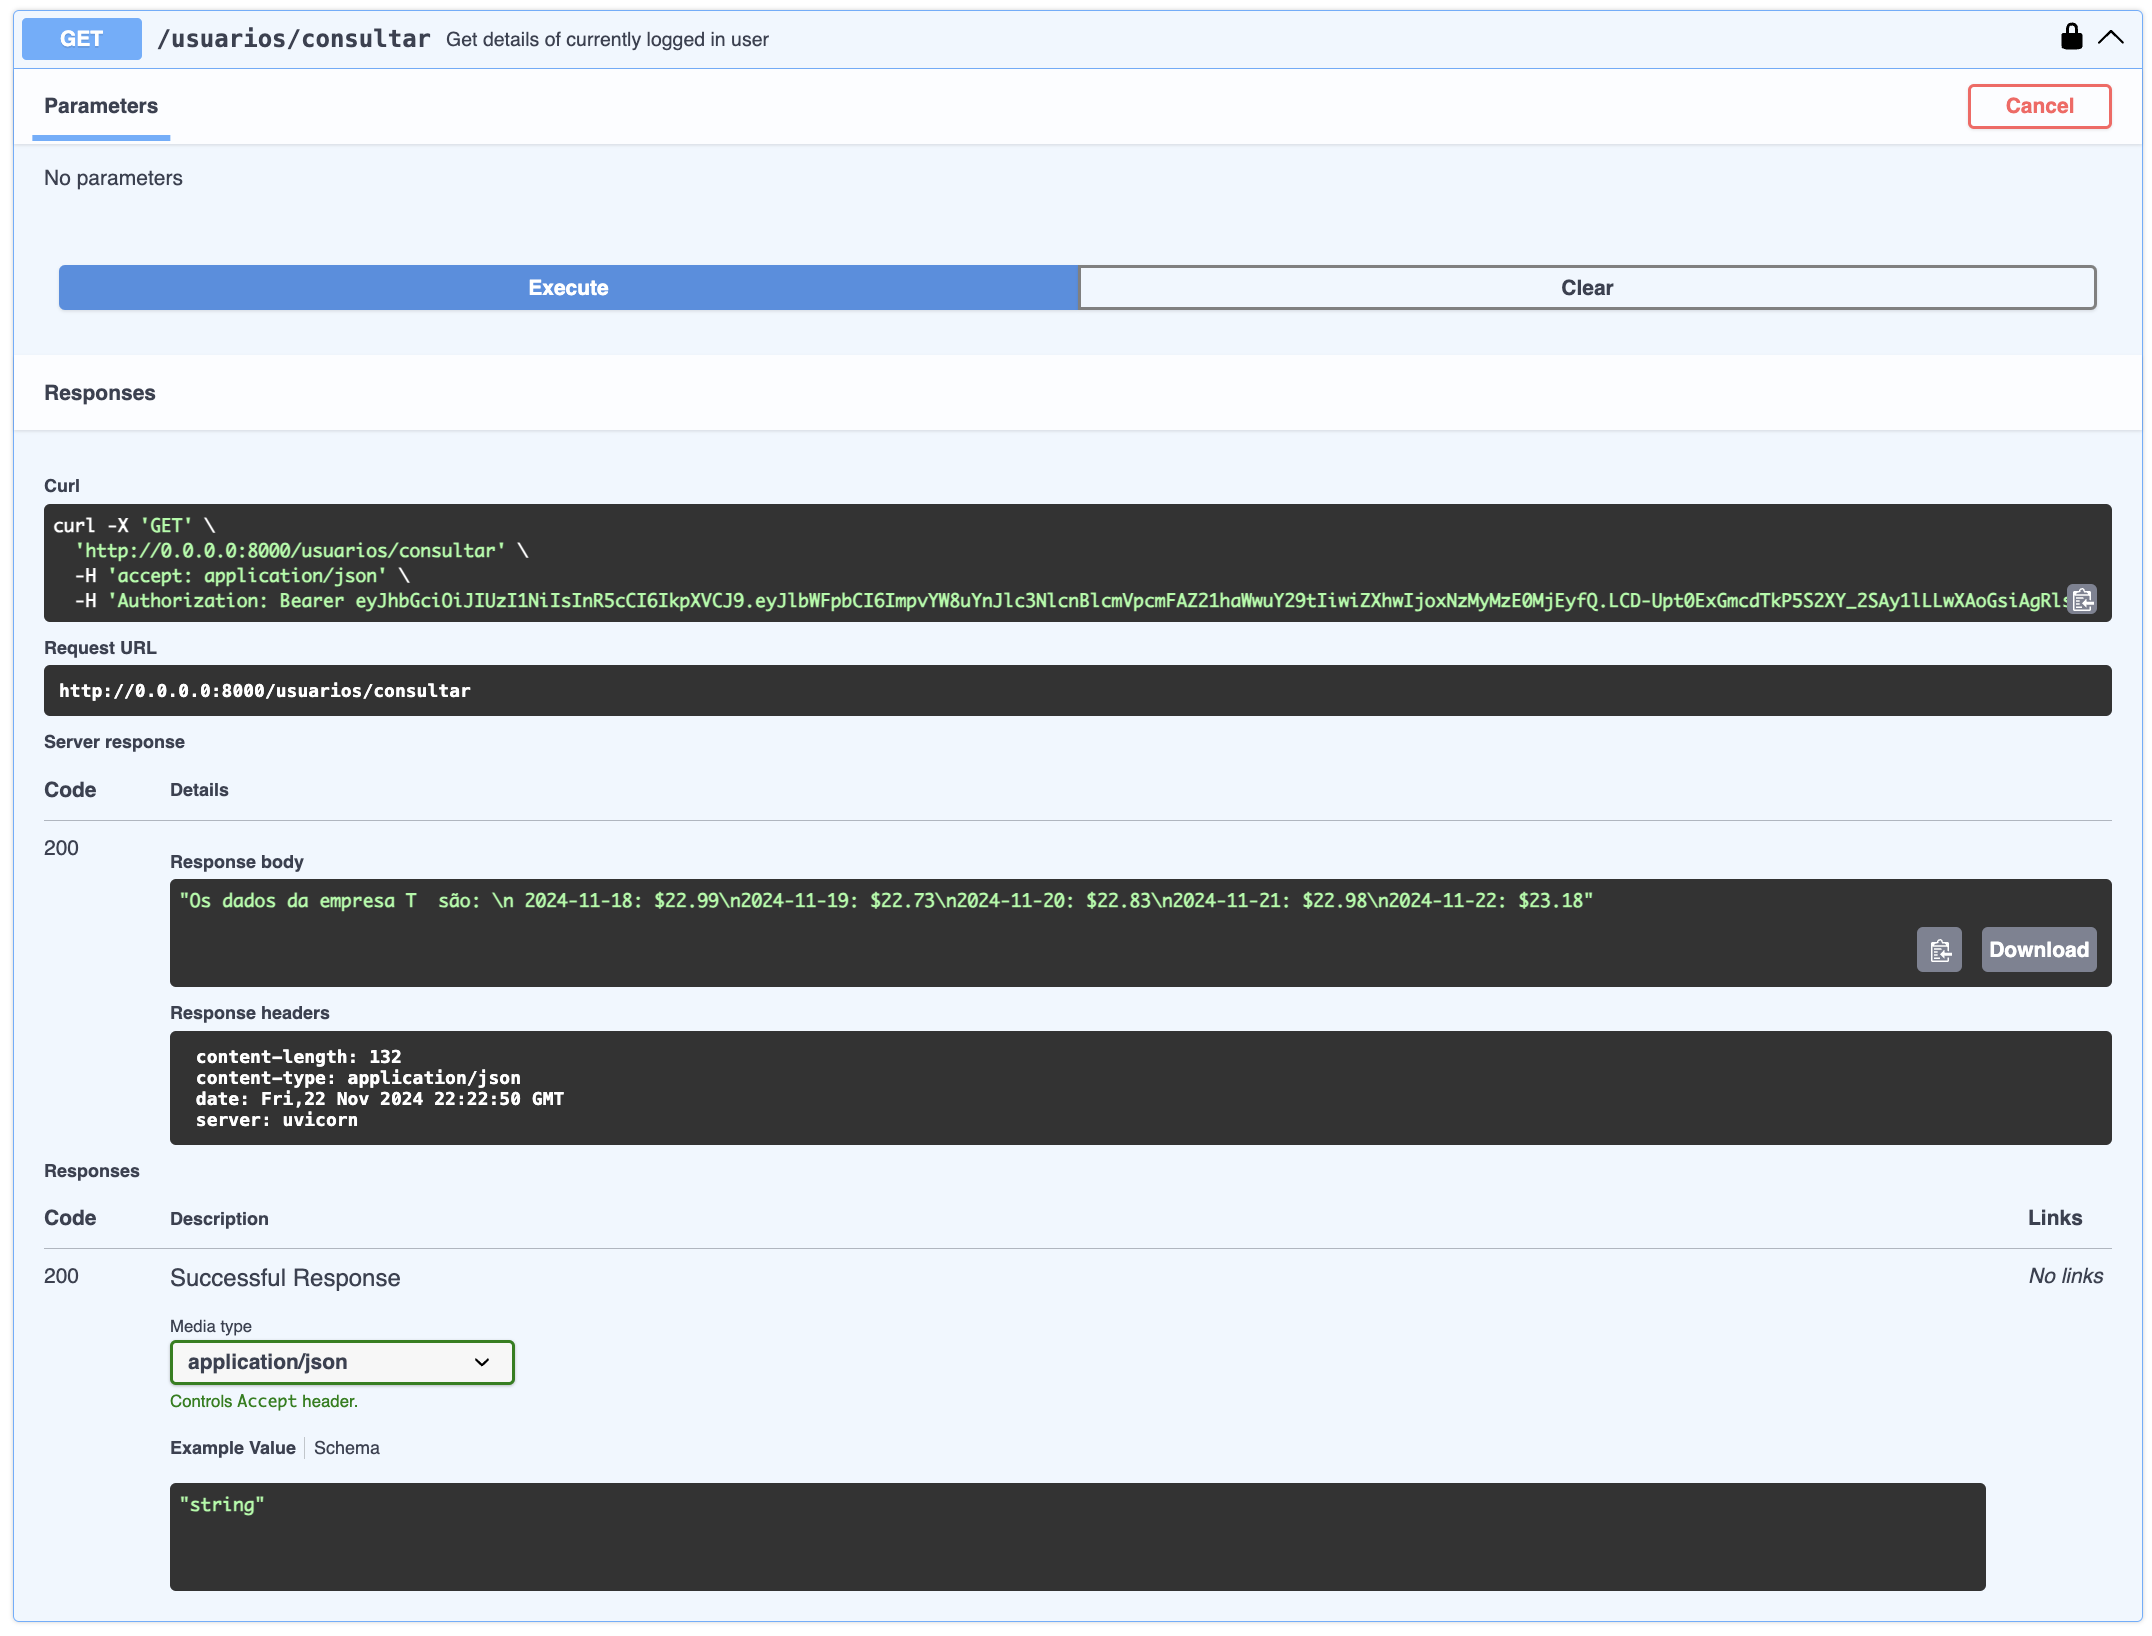 GET /usuarios/consultar Get details of currently logged in user
Parameters
Cancel
No parameters
Execute
Clear
Responses
Curl
curl -X 'GET' \
'http://0.0.0.0:8000/usuarios/consultar' \
-H 'accept: application/json' \
-H 'Authorization: Bearer eyJhbGciOiJIUzI1NiIsInR5cCI6IkpXVCJ9.eyJlbWFpbCI6ImpvYW8uYnJlc3NlcnBlcmVpcmFAZ21haWwuY29tIiwiZXhwIjoxNzMyMzE0MjEyfQ.LCD-Upt0ExGmcdTkP5S2XY_2SAy1lLLwXAoGsiAgRls
Request URL
http://0.0.0.0:8000/usuarios/consultar
Server response
Code Details
200
Response body
"Os dados da empresa T  são: \n 2024-11-18: $22.99\n2024-11-19: $22.73\n2024-11-20: $22.83\n2024-11-21: $22.98\n2024-11-22: $23.18"
Download
Response headers
content-length: 132
content-type: application/json
date: Fri,22 Nov 2024 22:22:50 GMT
server: uvicorn
Responses
Code Description Links
200 Successful Response No links
Media type
application/json
Controls Accept header.
Example Value Schema
"string"